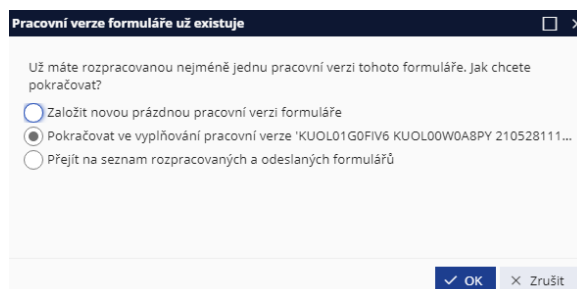 Pracovní verze formuláře už existuje
Už máte rozpracovanou nejméně jednu pracovní verzi tohoto formuláře. Jak chcete
pokračovat?
Založit novou prázdnou pracovní verzi formuláře
Pokračovat ve vyplňování pracovní verze 'KUOL01G0FIV6 KUOL00W0A8PY 210528111...
Přejít na seznam rozpracovaných a odeslaných formulářů
OK Zrušit